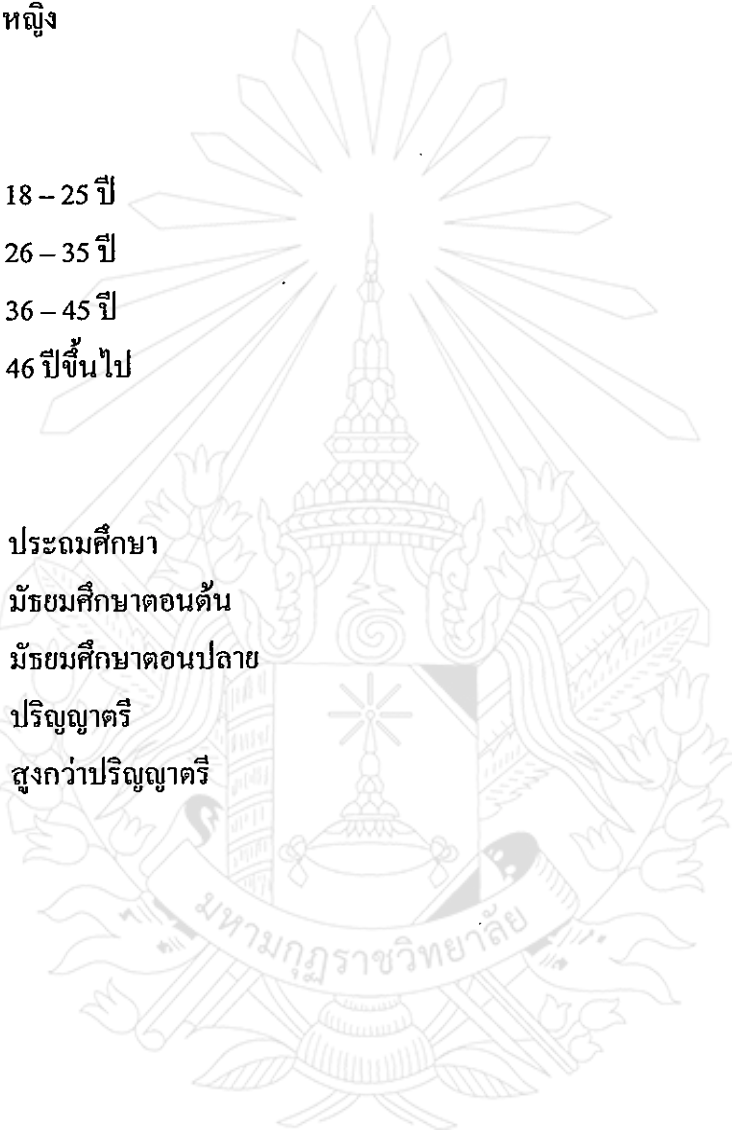 หญิง
18 – 25 ปี
26 – 35 ปี
36 – 45 ปี
46 ปีขึ้นไป
ประถมศึกษา
มัธยมศึกษาตอนต้น
มัธยมศึกษาตอนปลาย
ปริญญาตรี
สูงกว่าปริญญาตรี
มหามกุฏราชวิทยาลัย